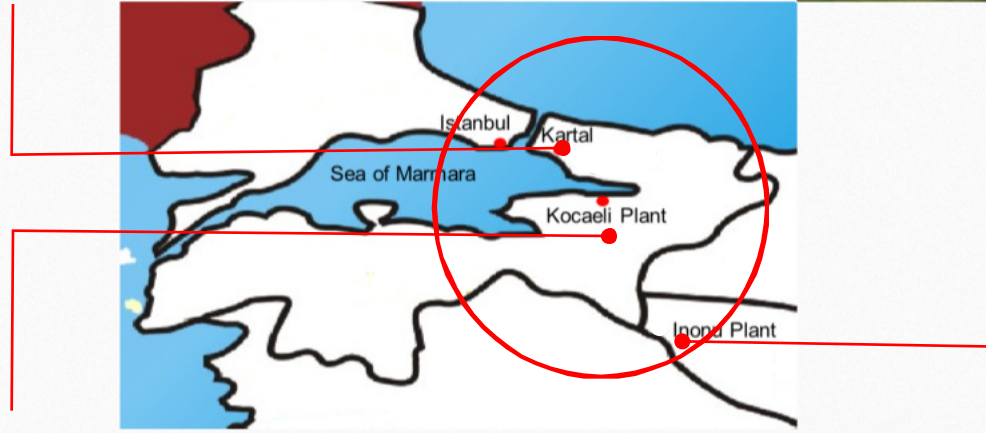 Istanbul
Kartal
Sea of Marmara
Kocaeli Plant
Inonu Plant